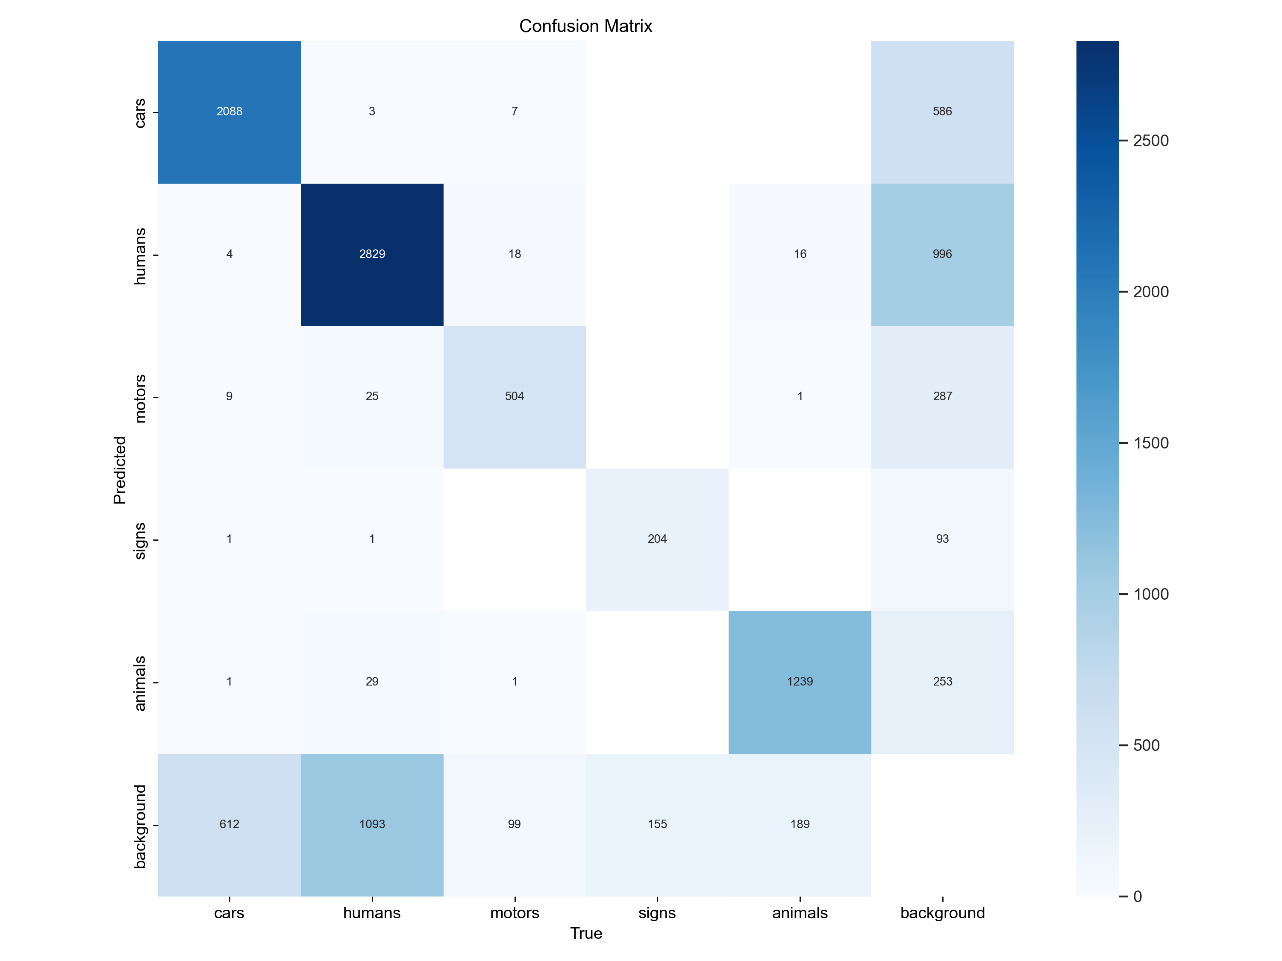 Confusion Matrix
cars 2088 3 7 586
humans 4 2829 18 16 996
motors 9 25 504 1 287
signs 1 1 204 93
animals 1 29 1 1239 253
background 612 1093 99 155 189
Predicted
cars humans motors signs animals background
True
2500
2000
1500
1000
500
0